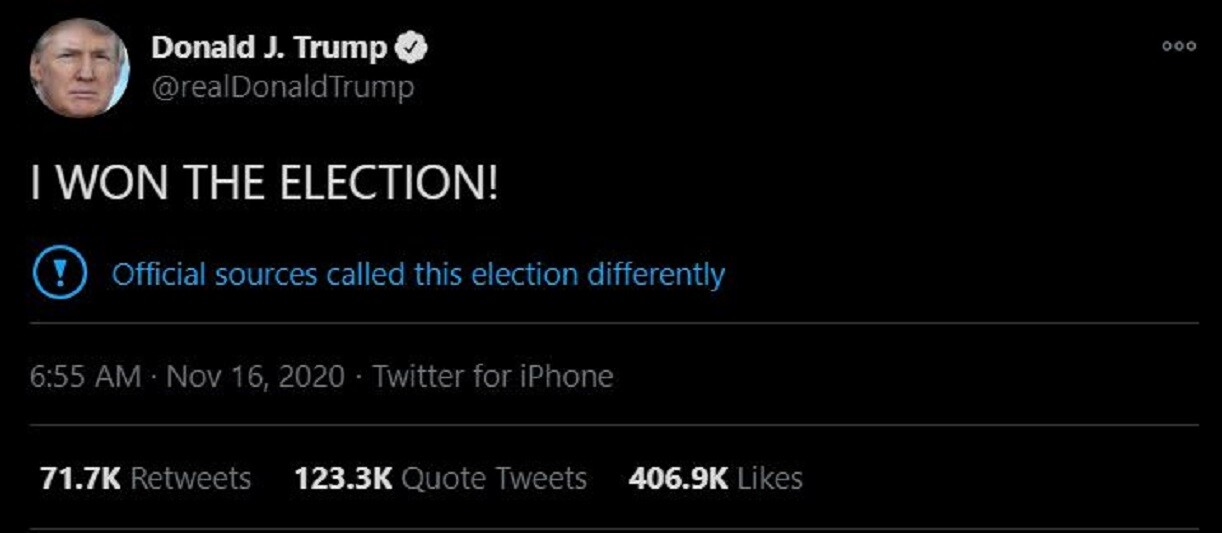 Donald J. Trump
@realDonaldTrump
I WON THE ELECTION!
Official sources called this election differently
6:55 AM · Nov 16, 2020 · Twitter for iPhone
71.7K Retweets 123.3K Quote Tweets 406.9K Likes